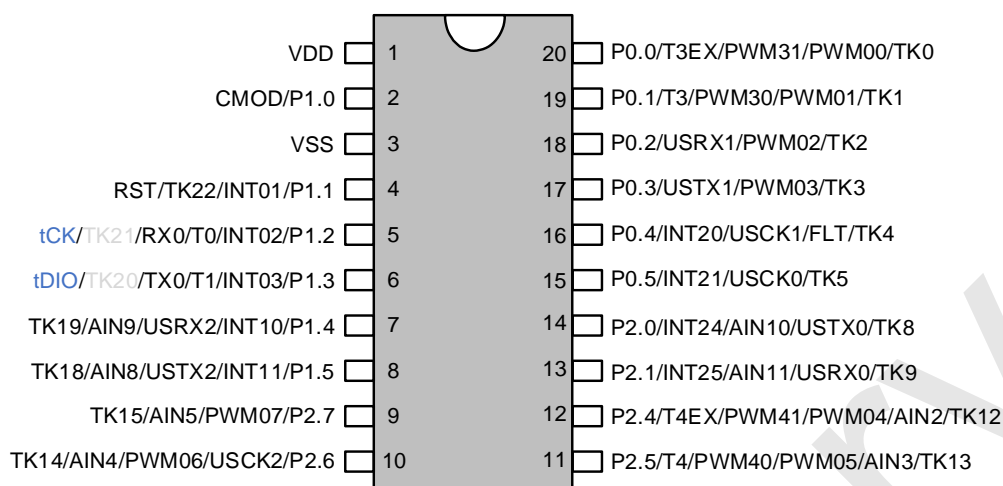 VDD 1 20 P0.0/T3EX/PWM31/PWM00/TK0
CMOD/P1.0 2 19 P0.1/T3/PWM30/PWM01/TK1
VSS 3 18 P0.2/USRX1/PWM02/TK2
RST/TK22/INT01/P1.1 4 17 P0.3/USTX1/PWM03/TK3
tCK/TK21/RX0/T0/INT02/P1.2 5 16 P0.4/INT20/USCK1/FLT/TK4
tDIO/TK20/TX0/T1/INT03/P1.3 6 15 P0.5/INT21/USCK0/TK5
TK19/AIN9/USRX2/INT10/P1.4 7 14 P2.0/INT24/AIN10/USTX0/TK8
TK18/AIN8/USTX2/INT11/P1.5 8 13 P2.1/INT25/AIN11/USRX0/TK9
TK15/AIN5/PWM07/P2.7 9 12 P2.4/T4EX/PWM41/PWM04/AIN2/TK12
TK14/AIN4/PWM06/USCK2/P2.6 10 11 P2.5/T4/PWM40/PWM05/AIN3/TK13